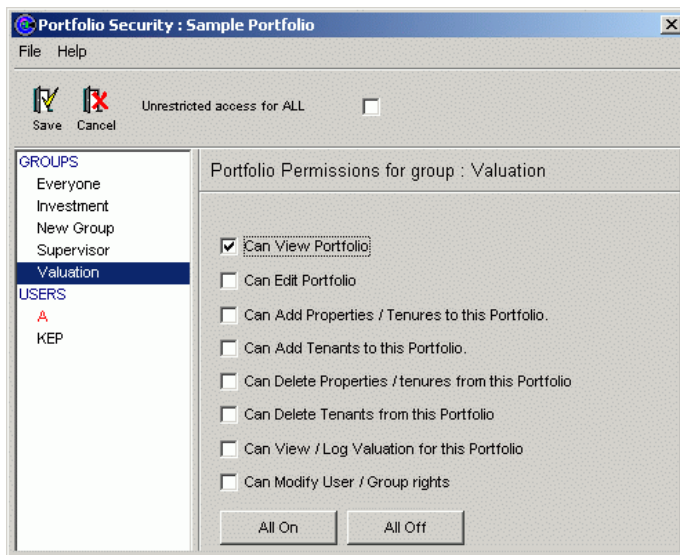 Portfolio Security : Sample Portfolio
File Help
Save Cancel Unrestricted access for ALL
GROUPS
Everyone
Investment
New Group
Supervisor
Valuation
USERS
A
KEP
Portfolio Permissions for group : Valuation
Can View Portfolio
Can Edit Portfolio
Can Add Properties / Tenures to this Portfolio.
Can Add Tenants to this Portfolio.
Can Delete Properties / tenures from this Portfolio
Can Delete Tenants from this Portfolio
Can View / Log Valuation for this Portfolio
Can Modify User / Group rights
All On All Off